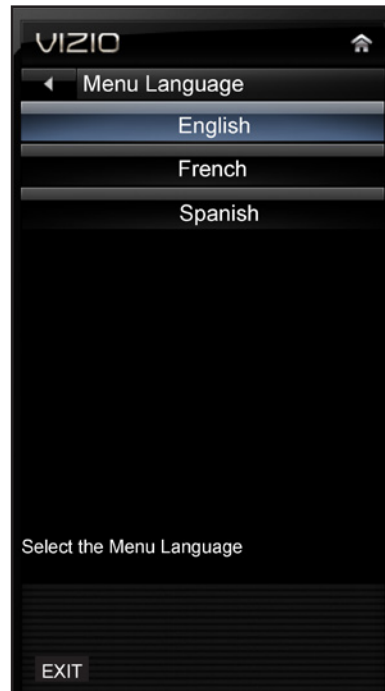 VIZIO
Menu Language
English
French
Spanish
Select the Menu Language
EXIT